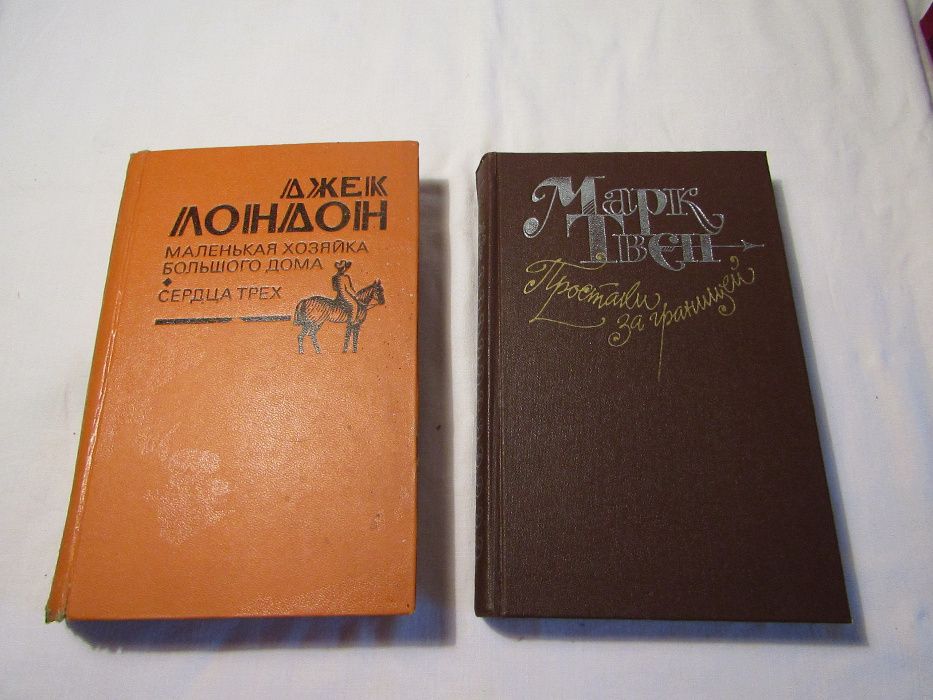 ДЖЕК
ЛОНДОН
МАЛЕНЬКАЯ ХОЗЯЙКА
БОЛЬШОГО ДОМА
СЕРДЦА ТРЕХ
МАРК
ТВЕН
Простаки
за границей